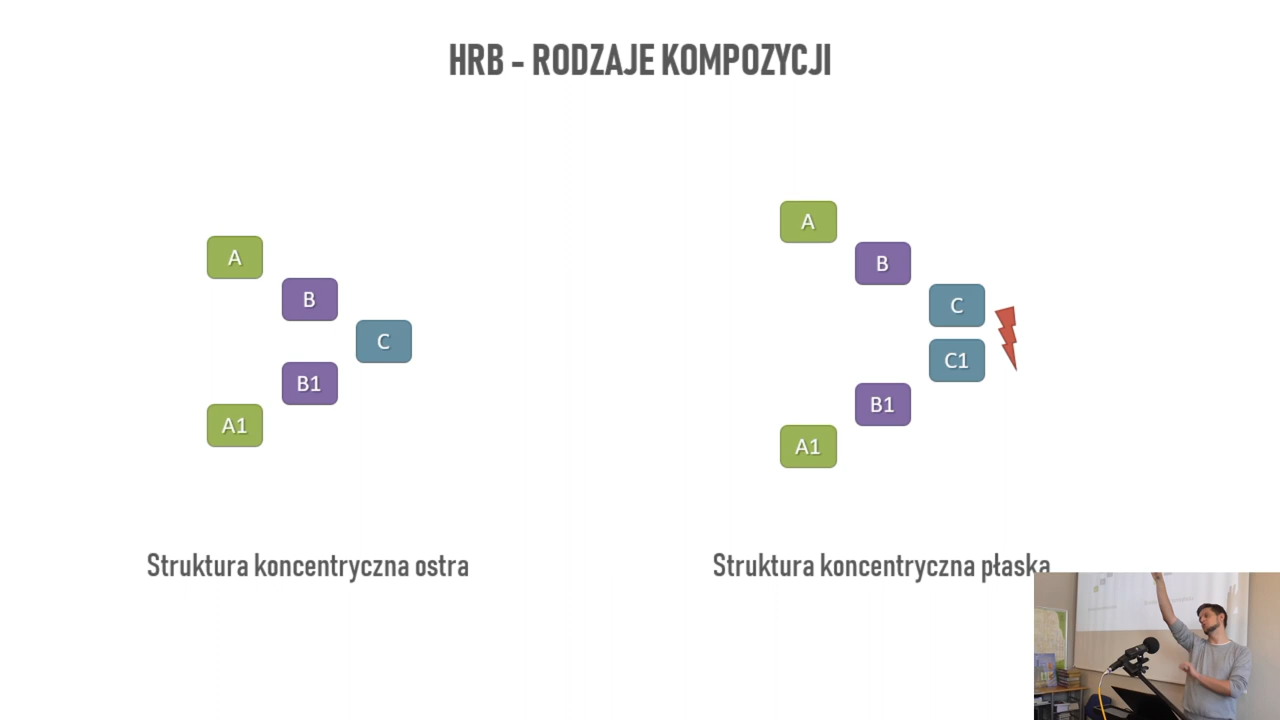 HRB - RODZAJE KOMPOZYCJI
A
B
C
B1
A1
Struktura koncentryczna ostra
A
B
C
C1
B1
A1
Struktura koncentryczna płaska